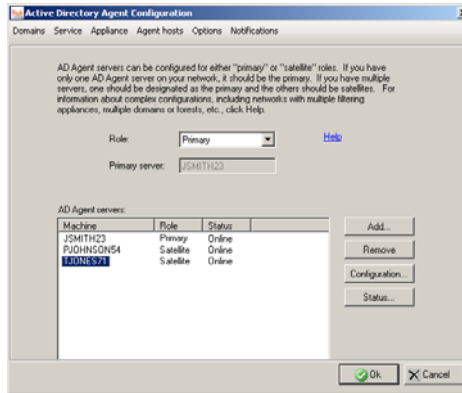 Active Directory Agent Configuration
Domains Service Appliance Agent hosts Options Notifications
AD Agent servers can be configured for either "primary" or "satellite" roles. If you have
only one AD Agent server on your network, it should be the primary. If you have multiple
servers, one should be designated as the primary and the others should be satellites. For
information about complex configurations, including networks with multiple filtering
appliances, multiple domains or forests, etc., click Help.
Role: Primary Help
Primary server: JSMITH23
AD Agent servers:
Machine Role Status
JSMITH23 Primary Online
PJOHNSON54 Satellite Online
TJONES71 Satellite Online
Add...
Remove
Configuration...
Status...
Ok Cancel